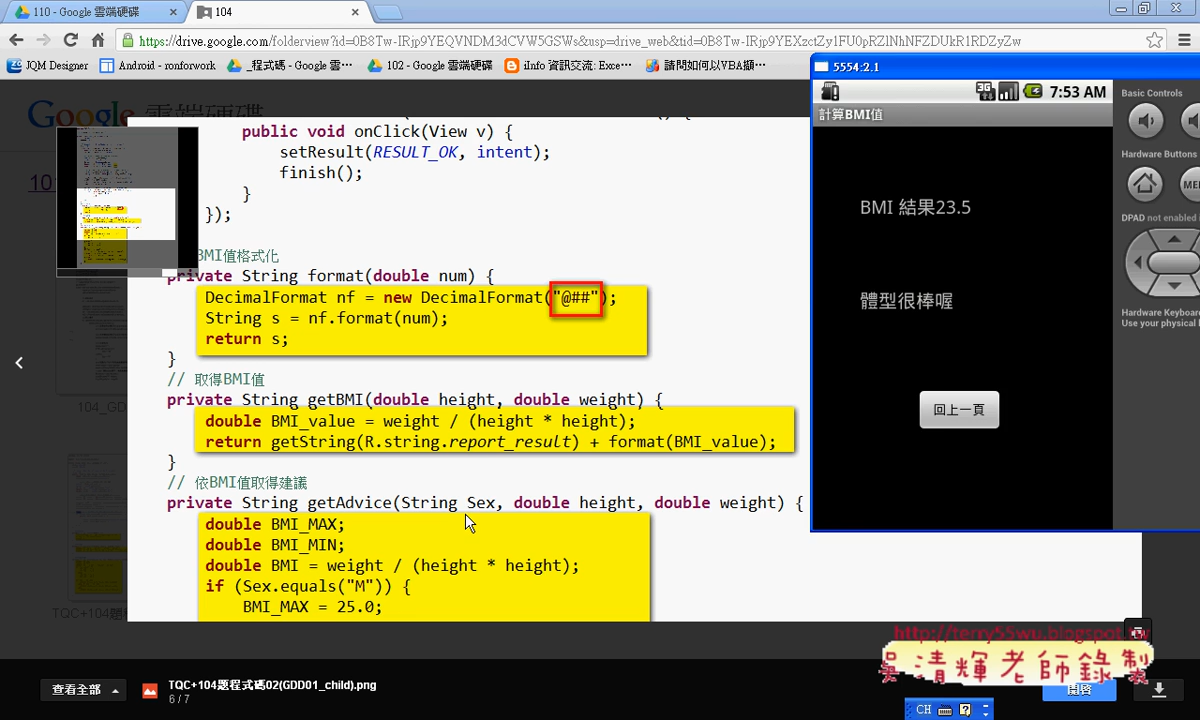 110 - Google 雲端硬碟
104
https://drive.google.com/folderview?id=0B8Tw-IRjp9YEQVNDM3dCVW5GSWs&usp=drive_web&tid=0B8Tw-IRjp9YEXzctZy1FU0pRZlNhNFZDUkR1RDZyZw
JQM Designer
Android - ronforwork
_程式碼 - Google 雲…
102 - Google 雲端硬碟
iInfo 資訊交流: Exce…
請問如何以VBA擷…
Google 雲端硬碟
public void onClick(View v) {
setResult(RESULT_OK, intent);
finish();
}
});
BMI值格式化
private String format(double num) {
DecimalFormat nf = new DecimalFormat("@##");
String s = nf.format(num);
return s;
}
// 取得BMI值
private String getBMI(double height, double weight) {
double BMI_value = weight / (height * height);
return getString(R.string.report_result) + format(BMI_value);
}
// 依BMI值取得建議
private String getAdvice(String Sex, double height, double weight) {
double BMI_MAX;
double BMI_MIN;
double BMI = weight / (height * height);
if (Sex.equals("M")) {
BMI_MAX = 25.0;
5554:2.1
3G
7:53 AM
計算BMI值
BMI 結果23.5
體型很棒喔
回上一頁
Basic Controls
Hardware Buttons
DPAD not enabled
Hardware Keyboard
Use your physical
104_GD
TQC+104題
查看全部
TQC+104題程式碼02(GDD01_child).png
6 / 7
http://terry55wu.blogspot.tw
吳清輝老師錄製
開啓
CH